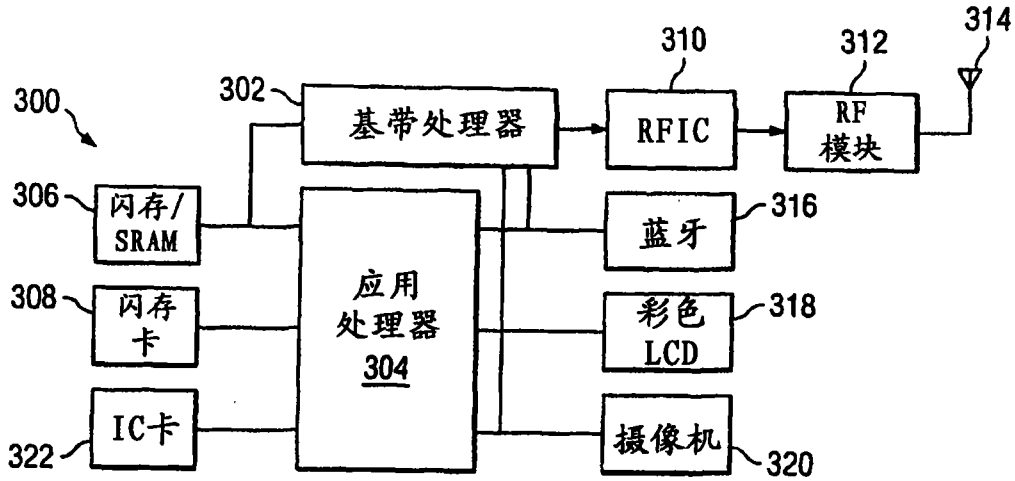 300
302
基带处理器
310
RFIC
312
RF
模块
314
306
闪存/
SRAM
308
闪存
卡
322
IC卡
应用
处理器
304
316
蓝牙
318
彩色
LCD
320
摄像机